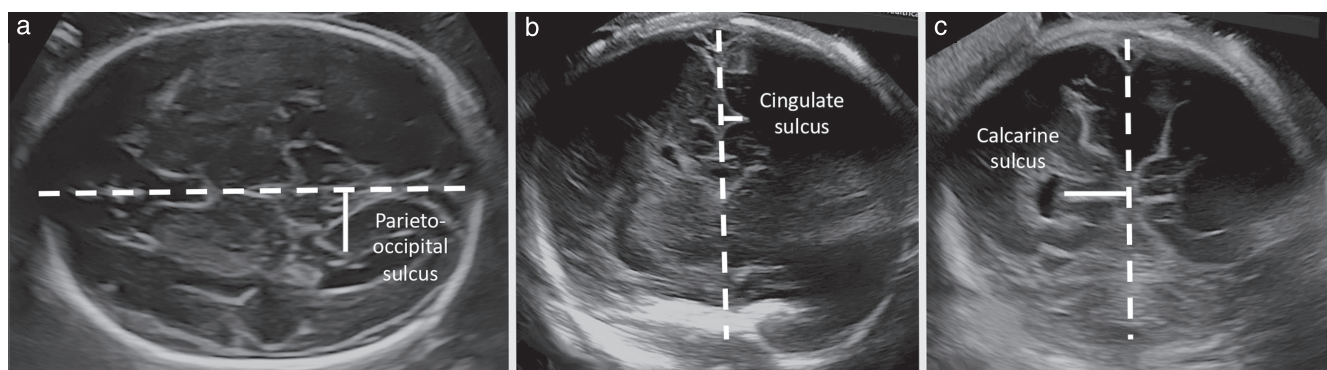 a
b
c
Parieto-
occipital
sulcus
Cingulate
sulcus
Calcarine
sulcus